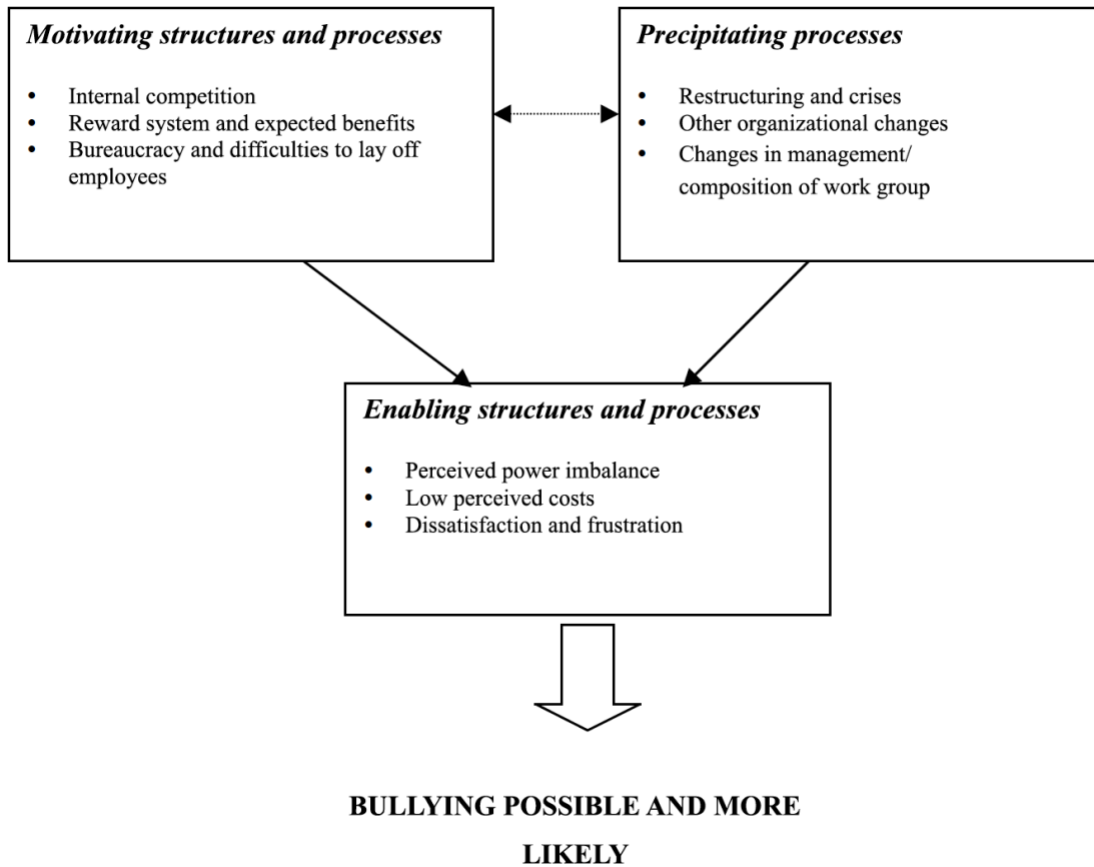 Motivating structures and processes
• Internal competition
• Reward system and expected benefits
• Bureaucracy and difficulties to lay off
employees
Precipitating processes
• Restructuring and crises
• Other organizational changes
• Changes in management/
composition of work group
Enabling structures and processes
• Perceived power imbalance
• Low perceived costs
• Dissatisfaction and frustration
BULLYING POSSIBLE AND MORE
LIKELY